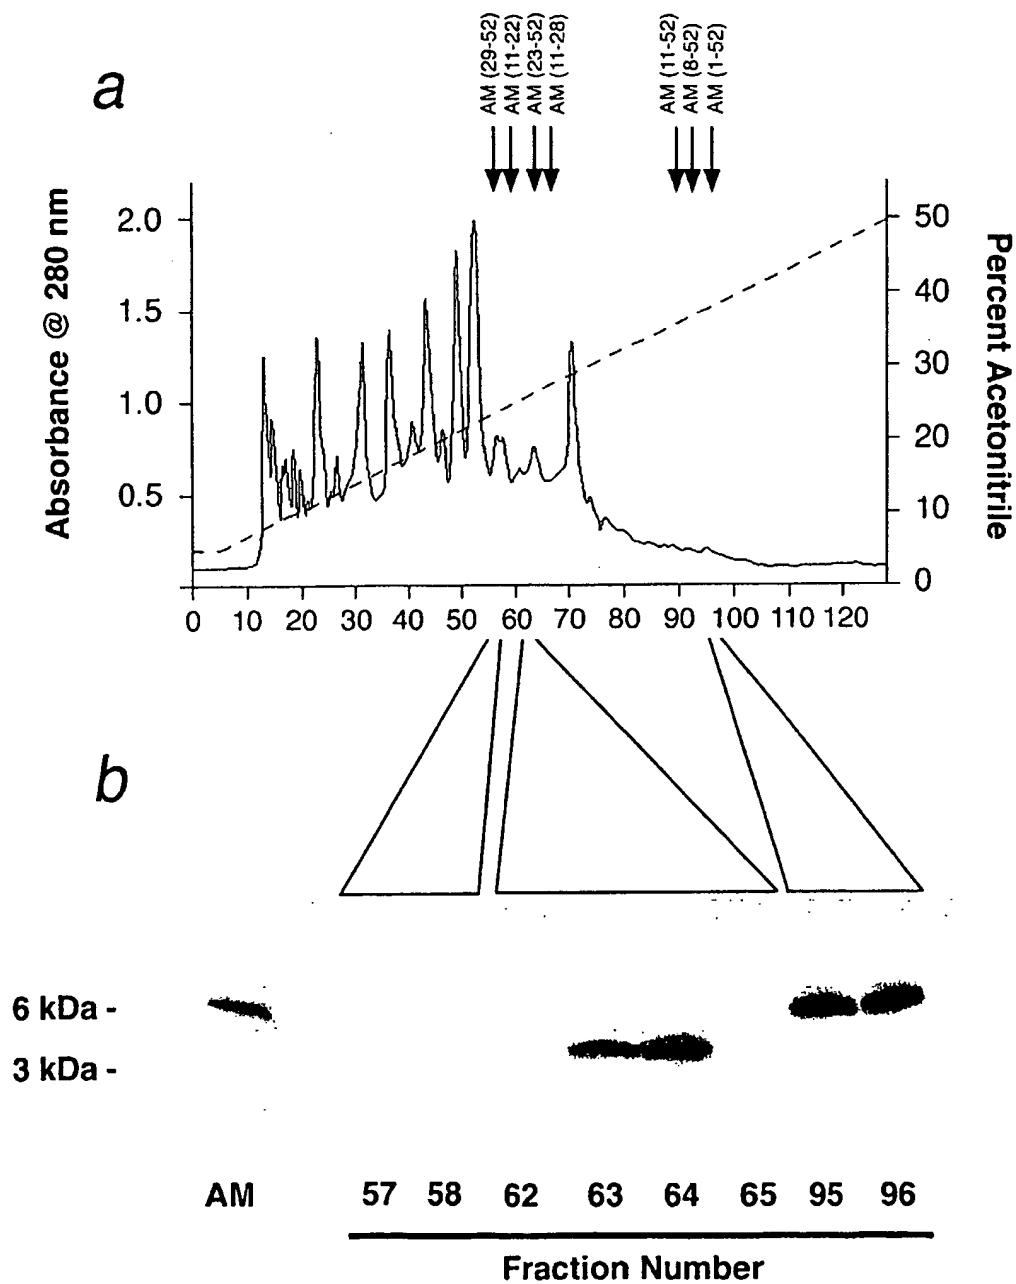 a
AM (29-52)
AM (11-22)
AM (23-52)
AM (11-28)
AM (11-52)
AM (8-52)
AM (1-52)
Absorbance @ 280 nm
2.0
1.5
1.0
0.5
50
40
30
20
10
0
Percent Acetonitrile
0 10 20 30 40 50 60 70 80 90 100 110 120
b
6 kDa -
3 kDa -
AM 57 58 62 63 64 65 95 96
Fraction Number